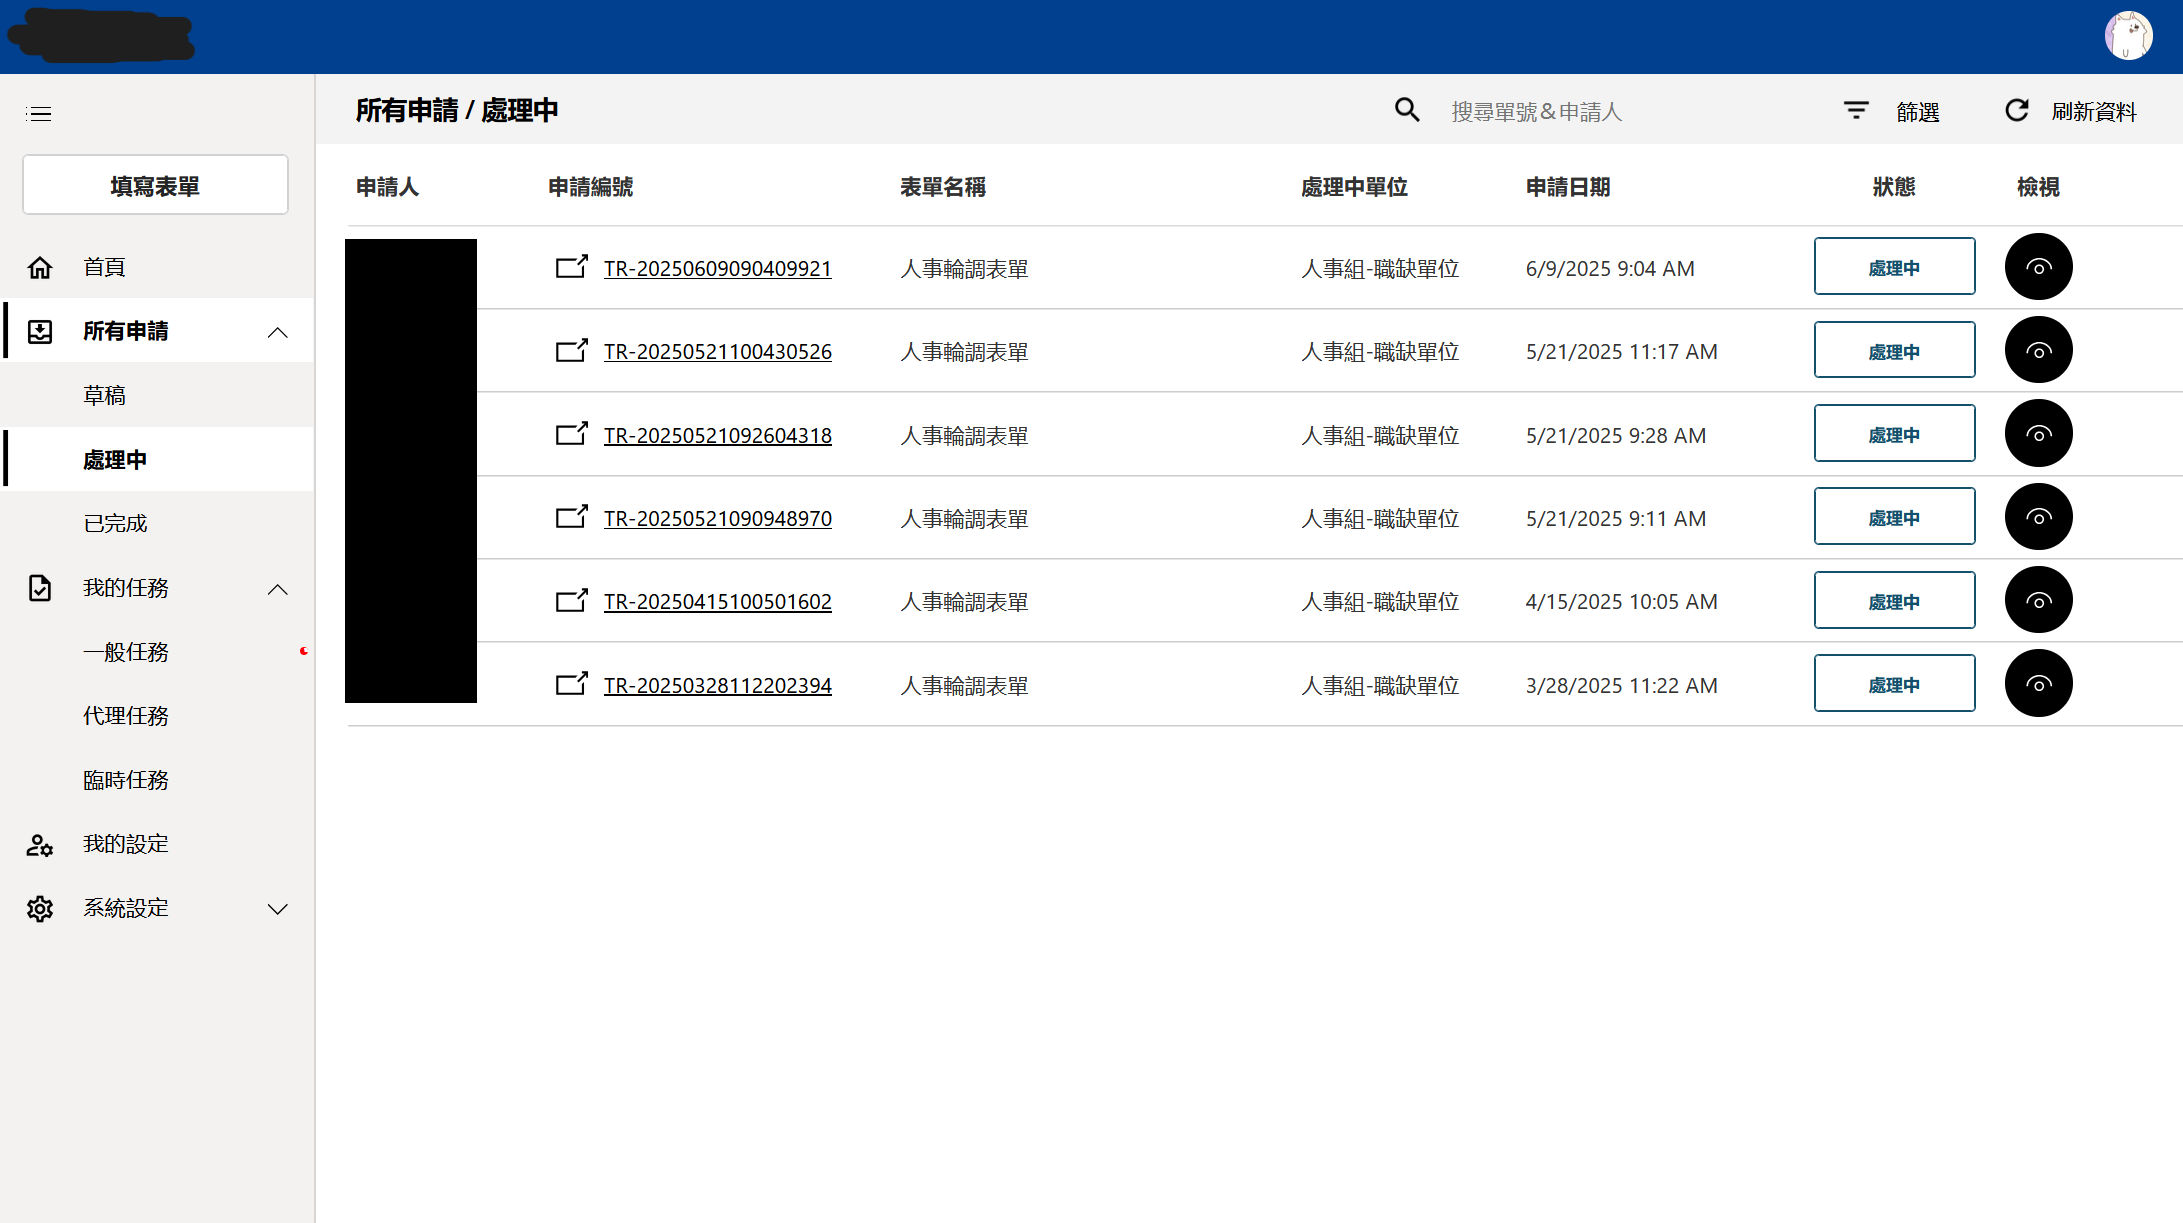 所有申請 / 處理中
搜尋單號&申請人
篩選
刷新資料
填寫表單
首頁
所有申請
草稿
處理中
已完成
我的任務
一般任務
代理任務
臨時任務
我的設定
系統設定
申請人 申請編號 表單名稱 處理中單位 申請日期 狀態 檢視
TR-20250609090409921 人事輪調表單 人事組-職缺單位 6/9/2025 9:04 AM 處理中
TR-20250521100430526 人事輪調表單 人事組-職缺單位 5/21/2025 11:17 AM 處理中
TR-20250521092604318 人事輪調表單 人事組-職缺單位 5/21/2025 9:28 AM 處理中
TR-20250521090948970 人事輪調表單 人事組-職缺單位 5/21/2025 9:11 AM 處理中
TR-20250415100501602 人事輪調表單 人事組-職缺單位 4/15/2025 10:05 AM 處理中
TR-20250328112202394 人事輪調表單 人事組-職缺單位 3/28/2025 11:22 AM 處理中